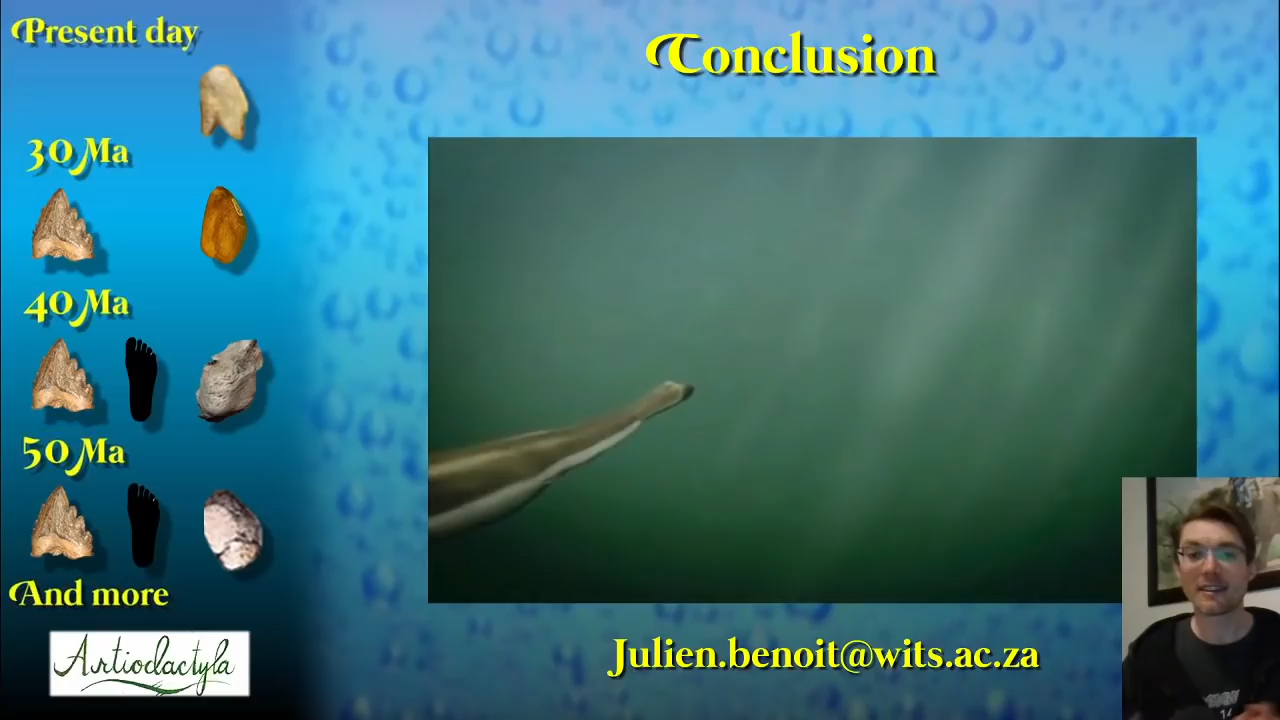 Present day
Conclusion
30 Ma
40 Ma
50 Ma
And more
Artiodactyla
Julien.benoit@wits.ac.za